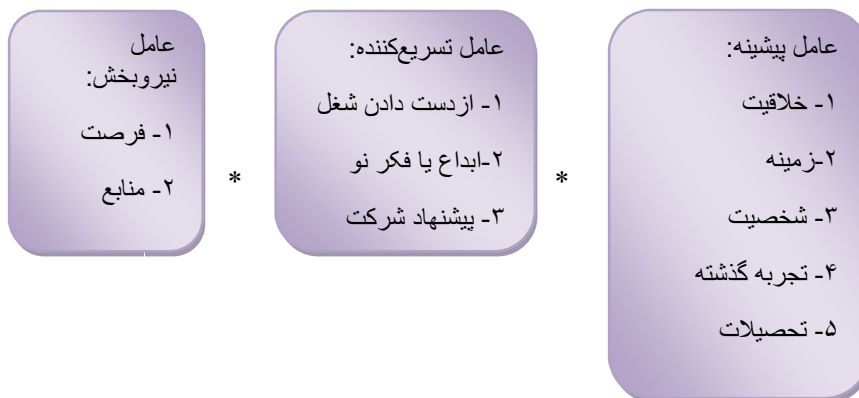 عامل پیشینه:
۱- خلاقیت
۲-زمینه
۳- شخصیت
۴- تجربه گذشته
۵- تحصیلات
*
عامل تسریع‌کننده:
۱- ازدست دادن شغل
۲-ابداع یا فکر نو
۳- پیشنهاد شرکت
*
عامل
نیروبخش:
۱- فرصت
۲- منابع